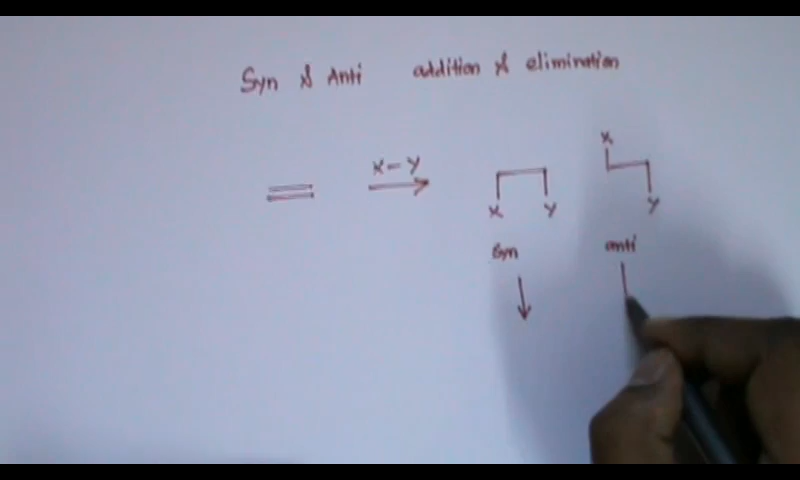 Syn & Anti addition & elimination
X - Y
X
X Y
Y
Syn
anti